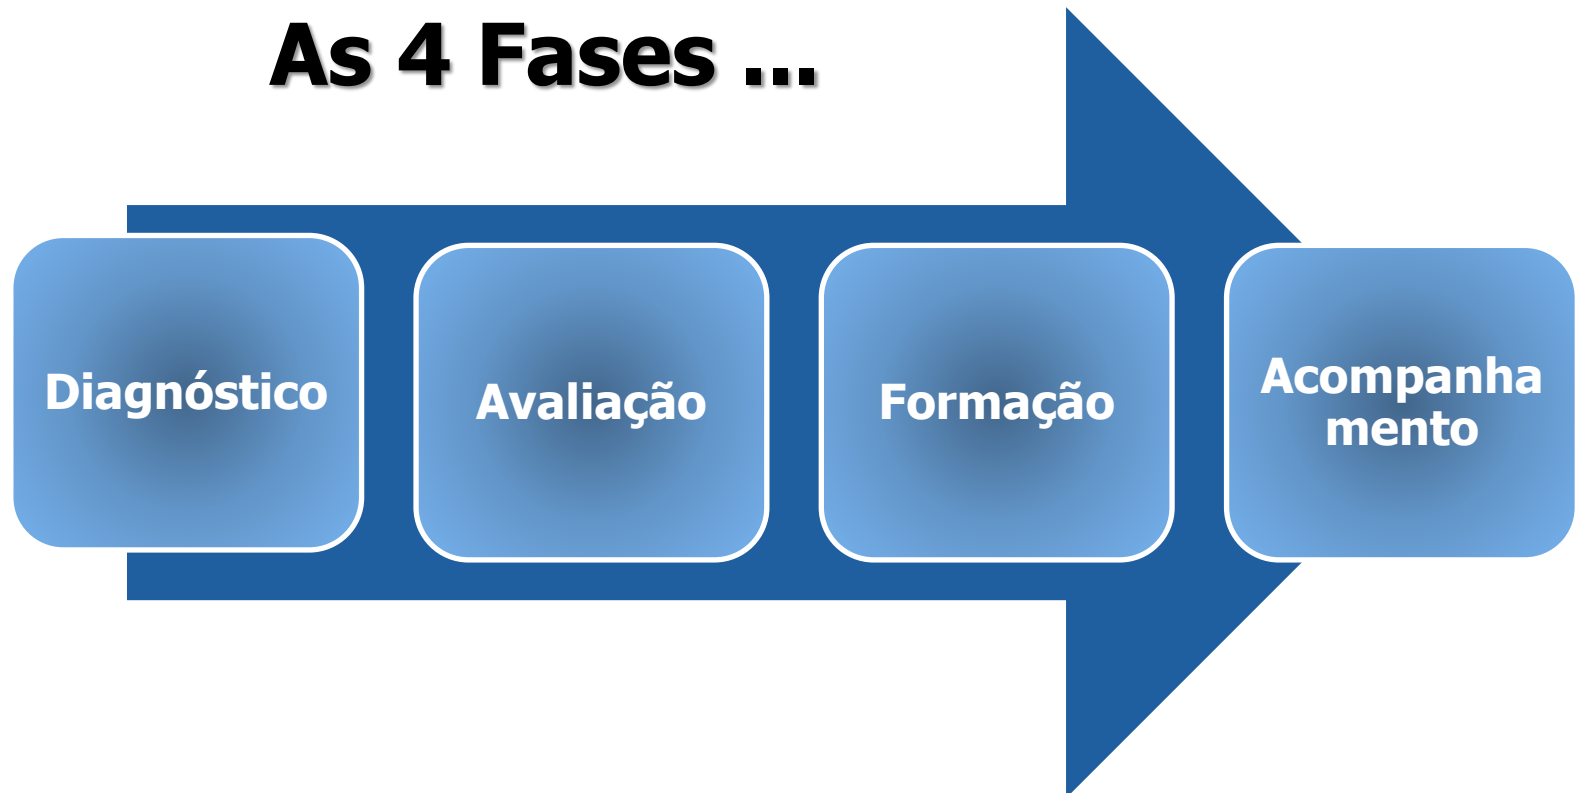 As 4 Fases ...
Diagnóstico
Avaliação
Formação
Acompanha
mento